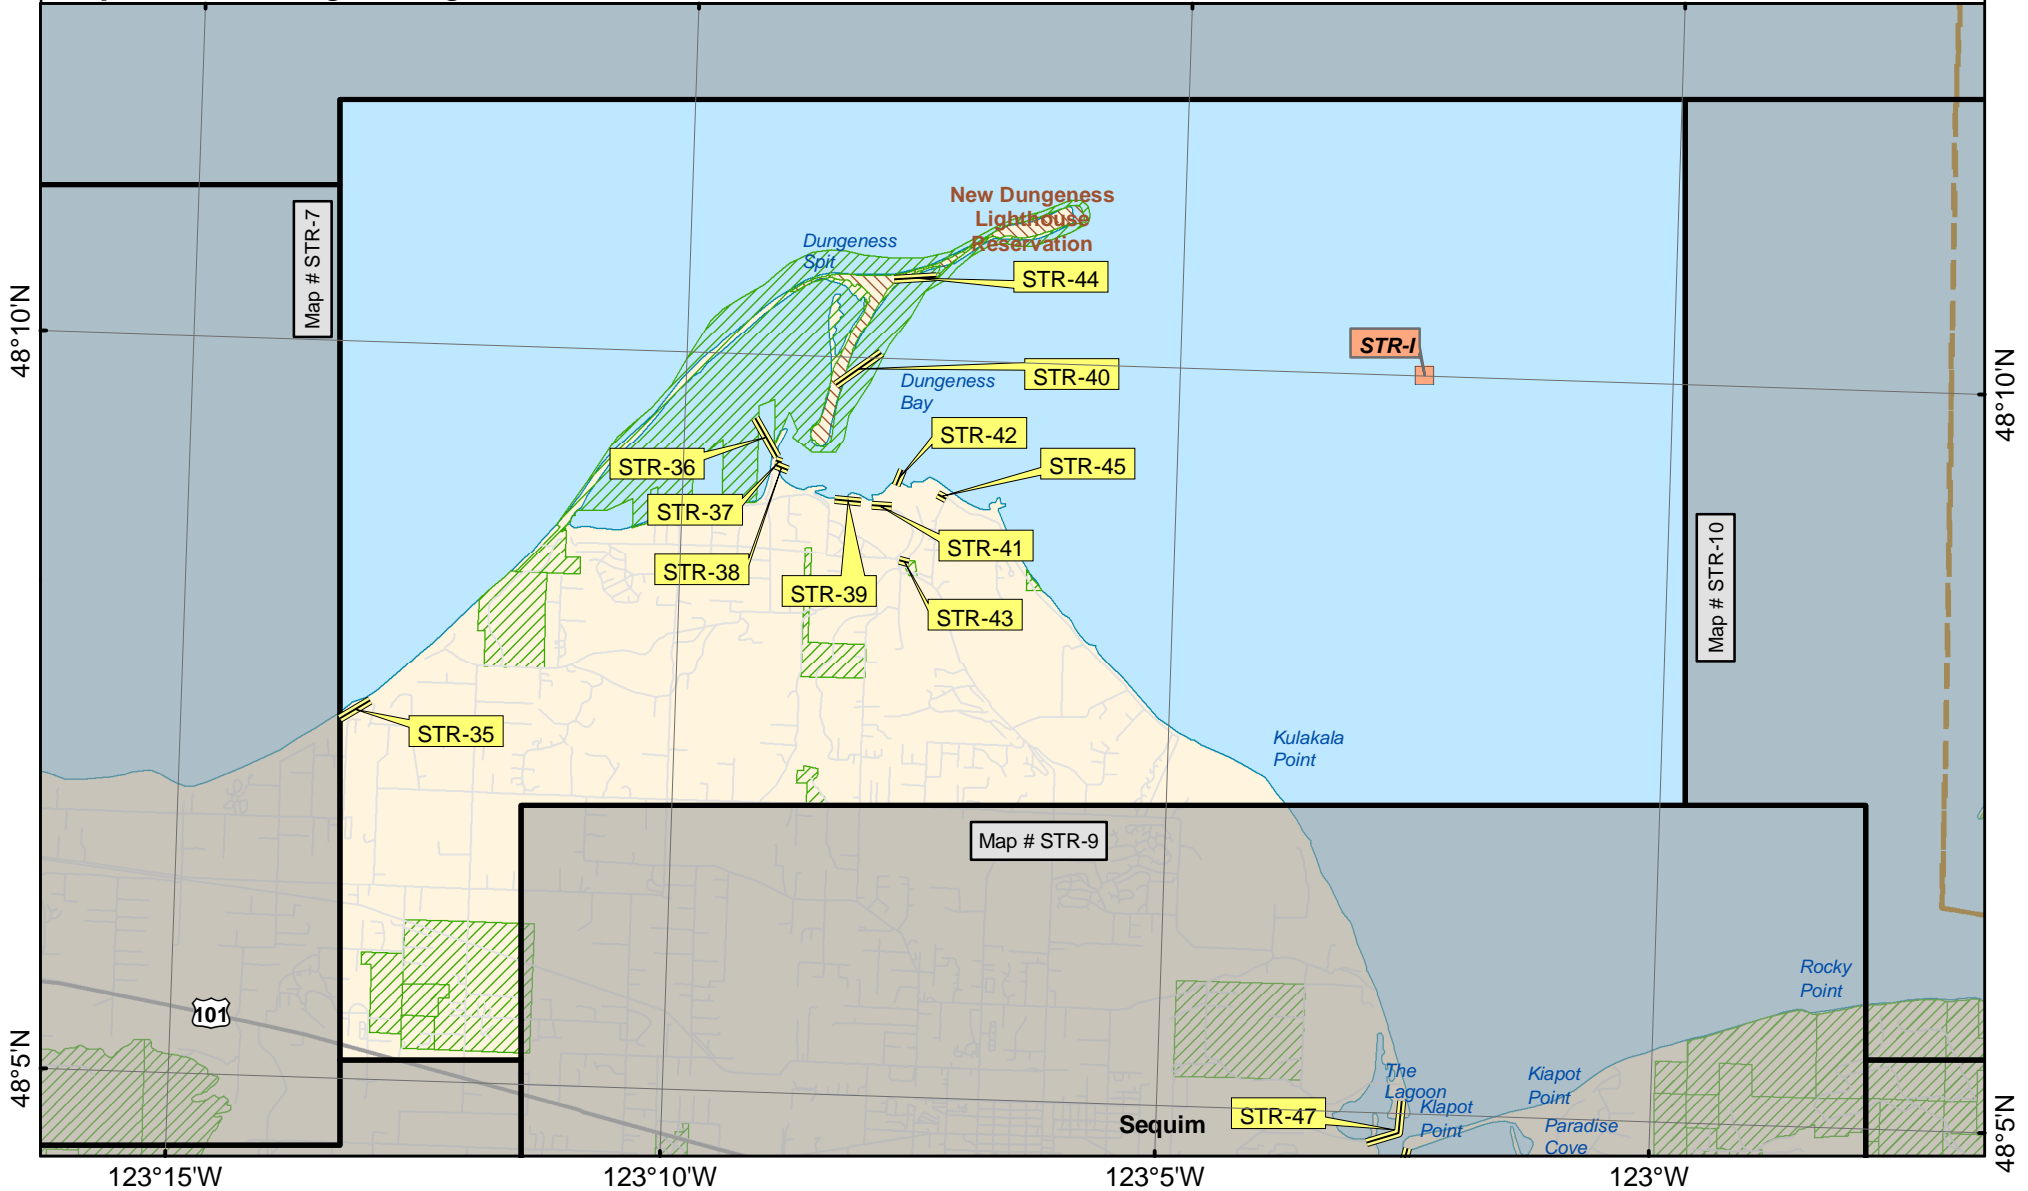 New Dungeness
Lighthouse
Reservation
Dungeness
Spit
STR-44
Map # STR-7
48°10'N
STR-I
STR-40
Dungeness
Bay
48°10'N
STR-42
STR-36
STR-45
STR-37
STR-41
STR-38
STR-39
STR-43
Map # STR-10
STR-35
Kulakala
Point
Map # STR-9
Rocky
Point
101
48°5'N
The
Lagoon
Kiapot
Point
Klapot
Point
STR-47
Sequim
Paradise
Cove
48°5'N
123°15'W
123°10'W
123°5'W
123°W